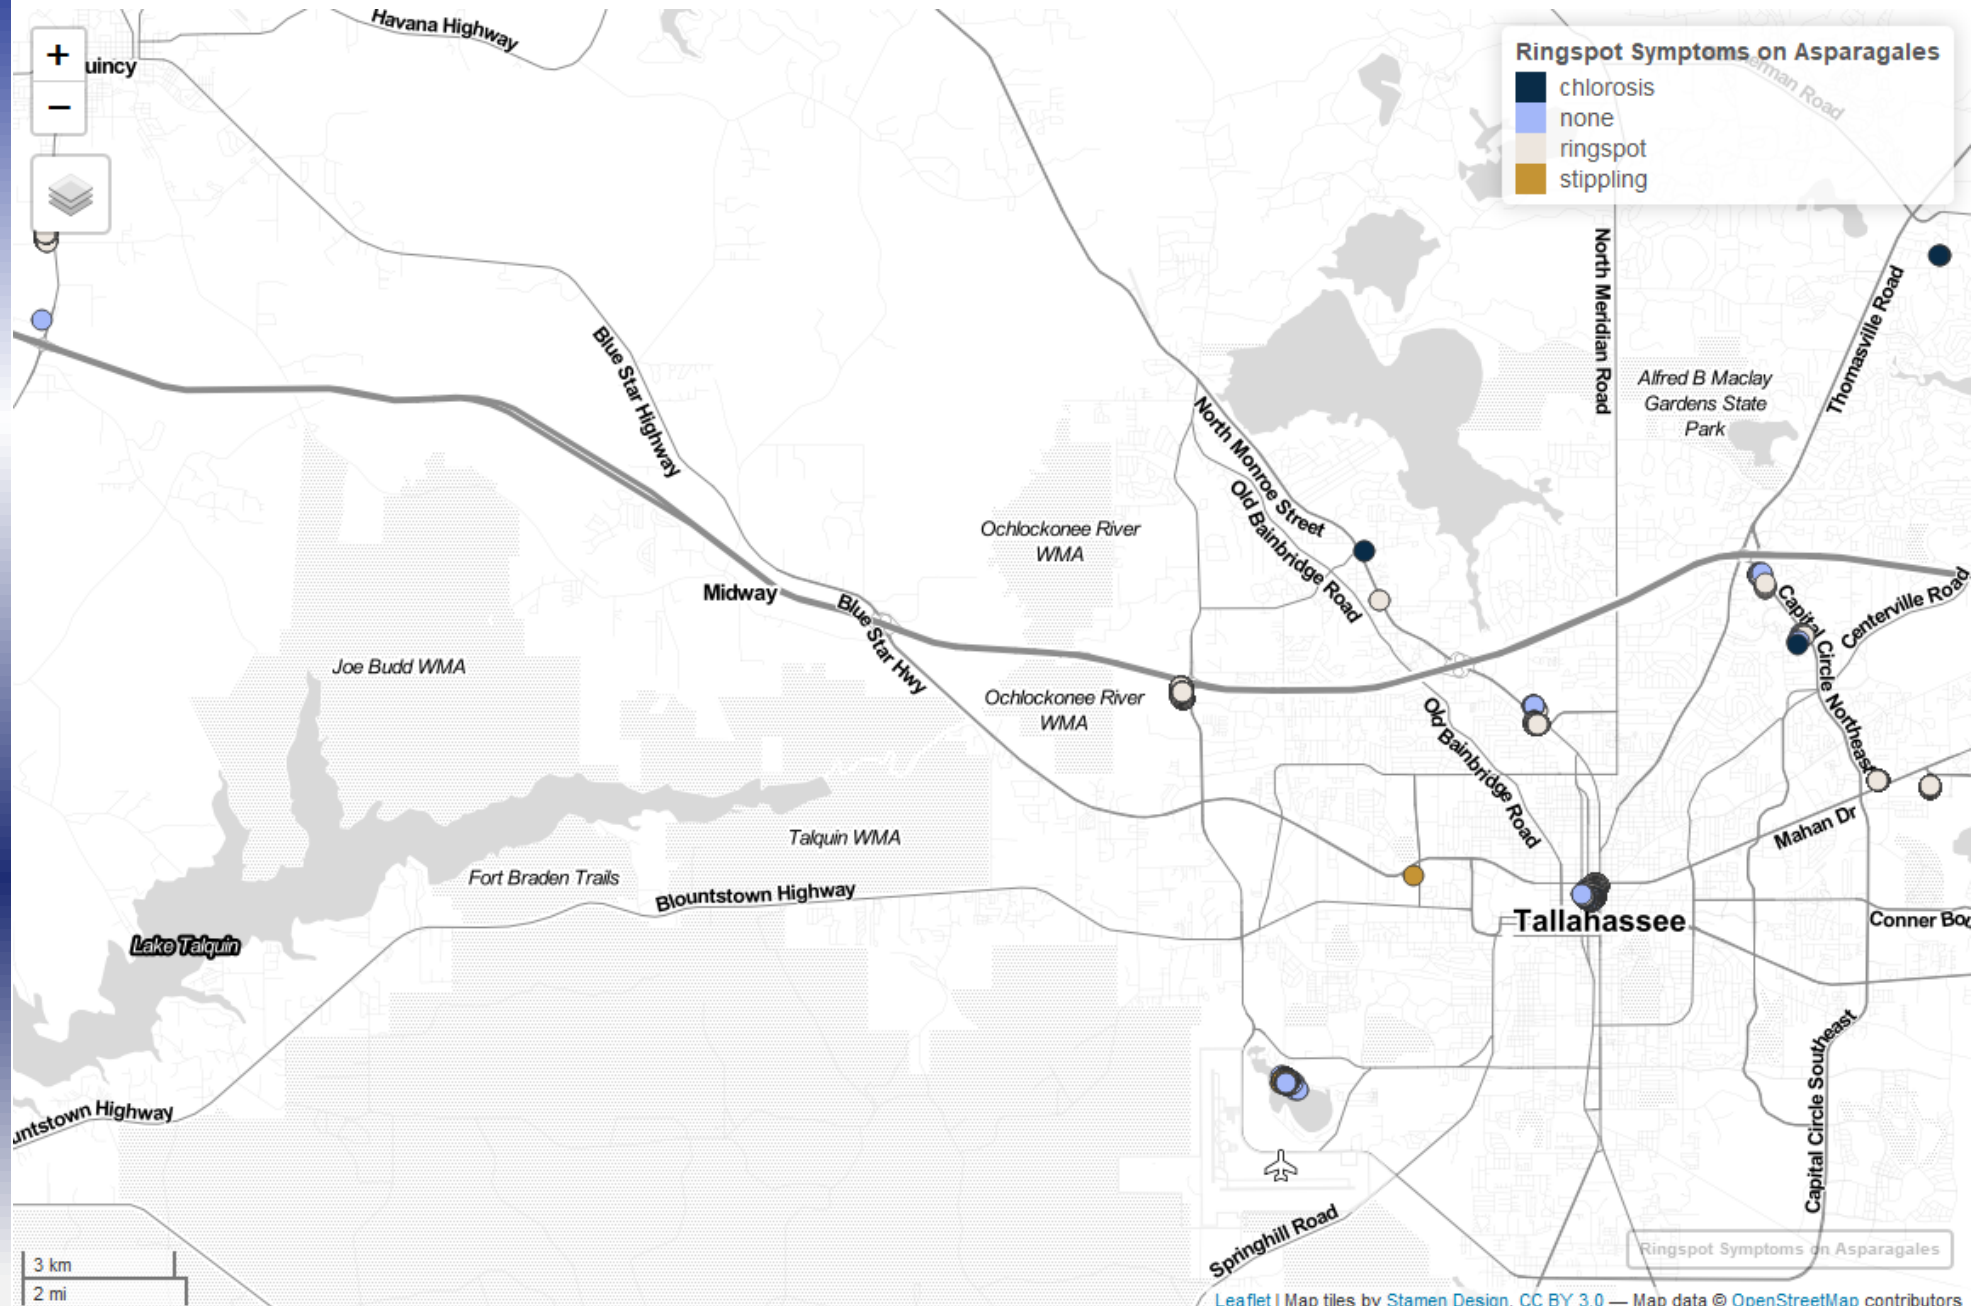 +
−
Havana Highway
uincy
Ringspot Symptoms on Asparagales
chlorosis
none
ringspot
stippling
North Meridian Road
Thomasville Road
Blue Star Highway
Alfred B Maclay
Gardens State
Park
North Monroe Street
Old Bainbridge Road
Ochlockonee River
WMA
Midway
Blue Star Hwy
Capital Circle Northeast
Centerville Road
Joe Budd WMA
Ochlockonee River
WMA
Old Bainbridge Road
Mahan Dr
Talquin WMA
Fort Braden Trails
Blountstown Highway
Tallahassee
Conner Boo
Lake Talquin
Capital Circle Southeast
untstown Highway
Springhill Road
Ringspot Symptoms on Asparagales
3 km
2 mi
Leaflet | Map tiles by Stamen Design, CC BY 3.0 — Map data © OpenStreetMap contributors